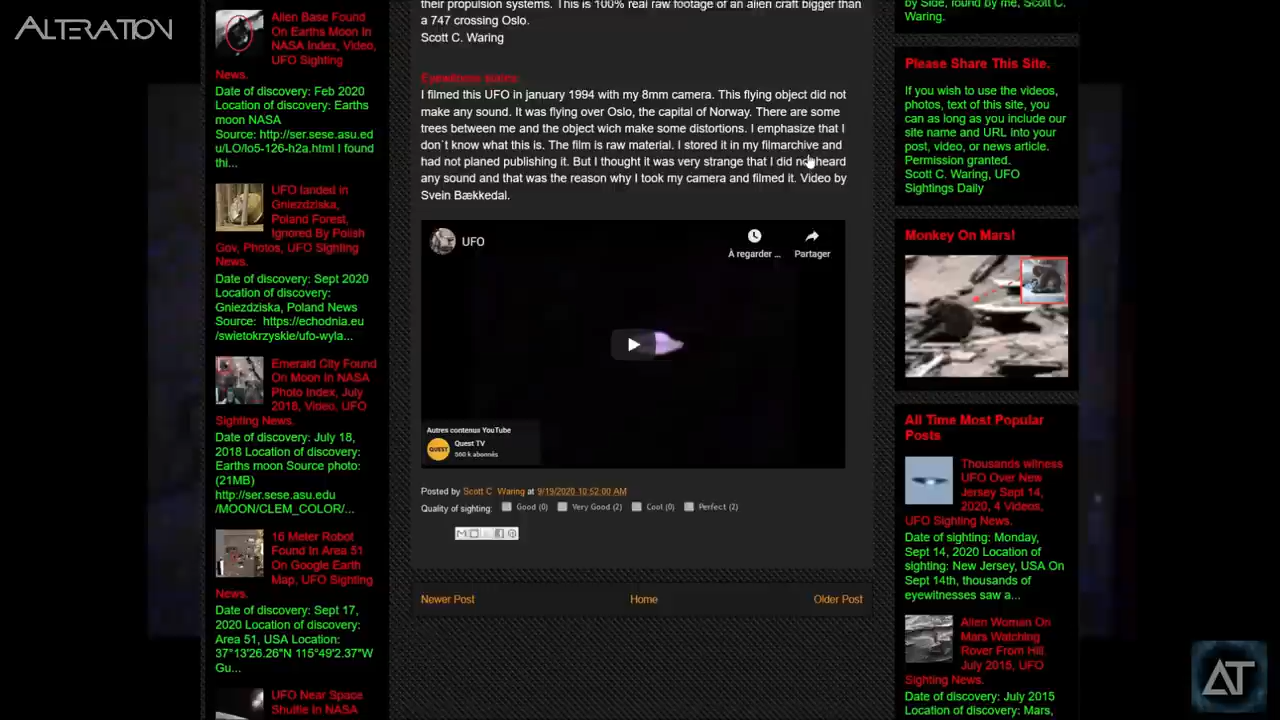 ALTERATION
Alien Base Found
On Earths Moon In
NASA Index, Video,
UFO Sighting
News.
Date of discovery: Feb 2020
Location of discovery: Earths
moon NASA
Source: http://ser.sese.asu.ed
u/LO/lo5-126-h2a.html I found
thi...
UFO landed in
Gniezdziska,
Poland Forest,
Ignored By Polish
Gov, Photos, UFO Sighting
News.
Date of discovery: Sept 2020
Location of discovery:
Gniezdziska, Poland News
Source: https://echodnia.eu
/swietokrzyskie/ufo-wyla...
Emerald City Found
On Moon In NASA
Photo Index, July
2018, Video, UFO
Sighting News.
Date of discovery: July 18,
2018 Location of discovery:
Earths moon Source photo:
(21MB)
http://ser.sese.asu.edu
/MOON/CLEM_COLOR/...
16 Meter Robot
Found In Area 51
On Google Earth
Map, UFO Sighting
News.
Date of discovery: Sept 17,
2020 Location of discovery:
Area 51, USA Location:
37°13'26.26"N 115°49'2.37"W
Gu...
UFO Near Space
Shuttle In NASA
their propulsion systems. This is 100% real raw footage of an alien craft bigger than
a 747 crossing Oslo.
Scott C. Waring
Eyewitness states:
I filmed this UFO in january 1994 with my 8mm camera. This flying object did not
make any sound. It was flying over Oslo, the capital of Norway. There are some
trees between me and the object wich make some distortions. I emphasize that I
don´t know what this is. The film is raw material. I stored it in my filmarchive and
had not planed publishing it. But I thought it was very strange that I did not heard
any sound and that was the reason why I took my camera and filmed it. Video by
Svein Bækkedal.
UFO
À regarder ...
Partager
Autres contenus YouTube
QUEST
Quest TV
560 k abonnés
Posted by Scott C Waring at 9/19/2020 10:52:00 AM
Quality of sighting: Good (0) Very Good (2) Cool (0) Perfect (2)
Newer Post
Home
Older Post
by Side, found by me, Scott C.
Waring.
Please Share This Site.
If you wish to use the videos,
photos, text of this site, you
can as long as you include our
site name and URL into your
post, video, or news article.
Permission granted.
Scott C. Waring, UFO
Sightings Daily
Monkey On Mars!
All Time Most Popular
Posts
Thousands witness
UFO Over New
Jersey Sept 14,
2020, 4 Videos,
UFO Sighting News.
Date of sighting: Monday,
Sept 14, 2020 Location of
sighting: New Jersey, USA On
Sept 14th, thousands of
eyewitnesses saw a...
Alien Woman On
Mars Watching
Rover From Hill,
July 2015, UFO
Sighting News.
Date of discovery: July 2015
Location of discovery: Mars,
AT